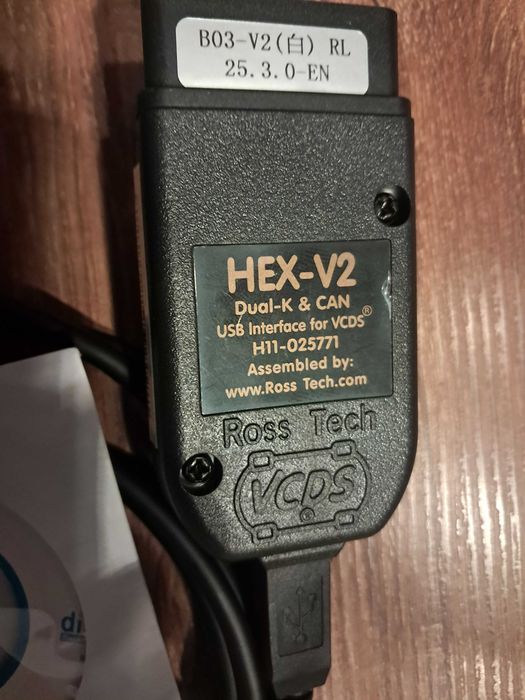 B03-V2(白) RL
25.3.0-EN
HEX-V2
Dual-K & CAN
USB Interface for VCDS®
H11-025771
Assembled by:
www.Ross Tech.com
Ross Tech
VCDS
di